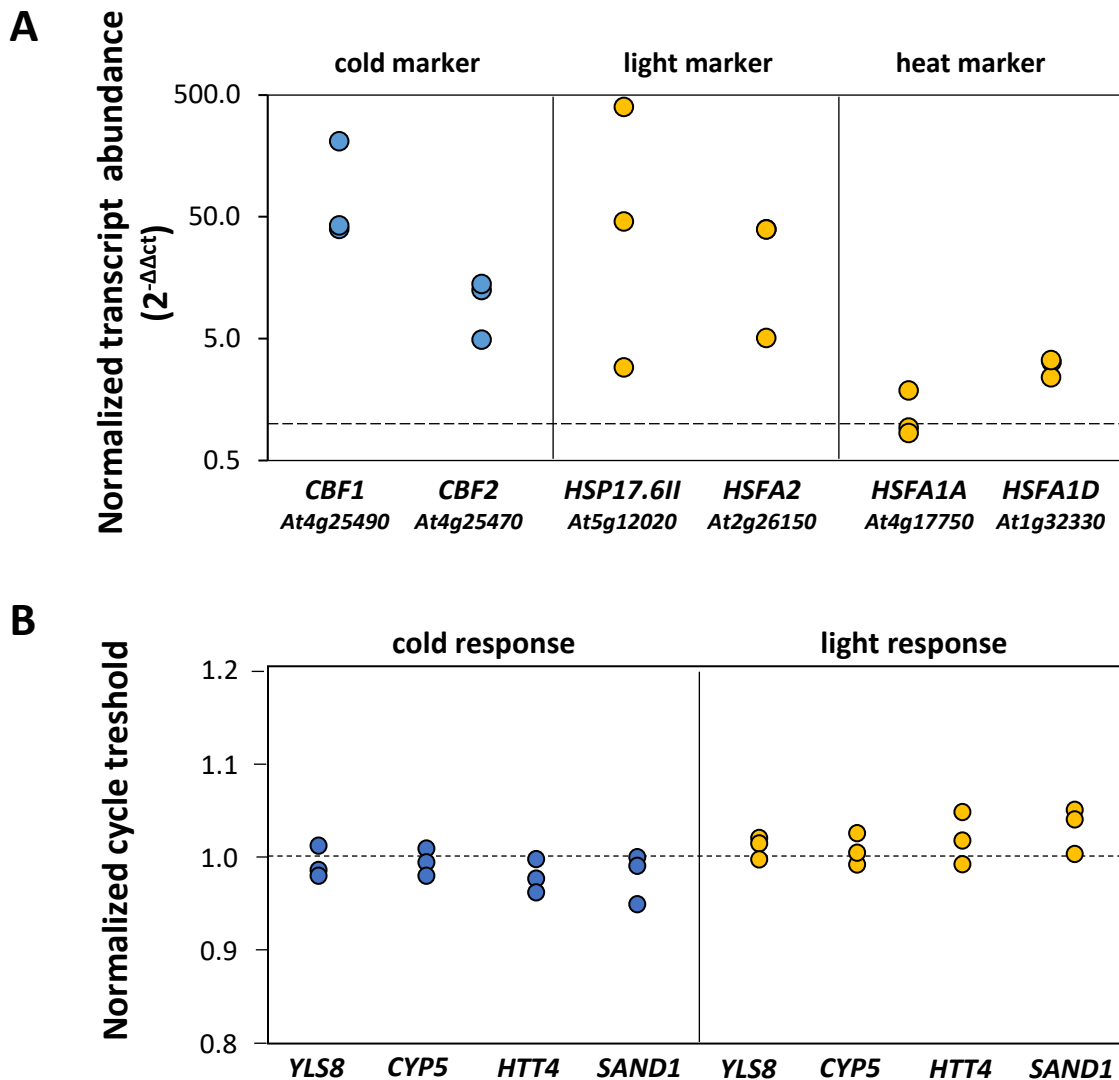 A
Normalized transcript abundance
(2-ΔΔct)
cold marker
light marker
heat marker
500.0
50.0
5.0
0.5
CBF1
At4g25490
CBF2
At4g25470
HSP17.6II
At5g12020
HSFA2
At2g26150
HSFA1A
At4g17750
HSFA1D
At1g32330
B
Normalized cycle treshold
cold response
light response
1.2
1.1
1.0
0.9
0.8
YLS8
CYP5
HTT4
SAND1
YLS8
CYP5
HTT4
SAND1